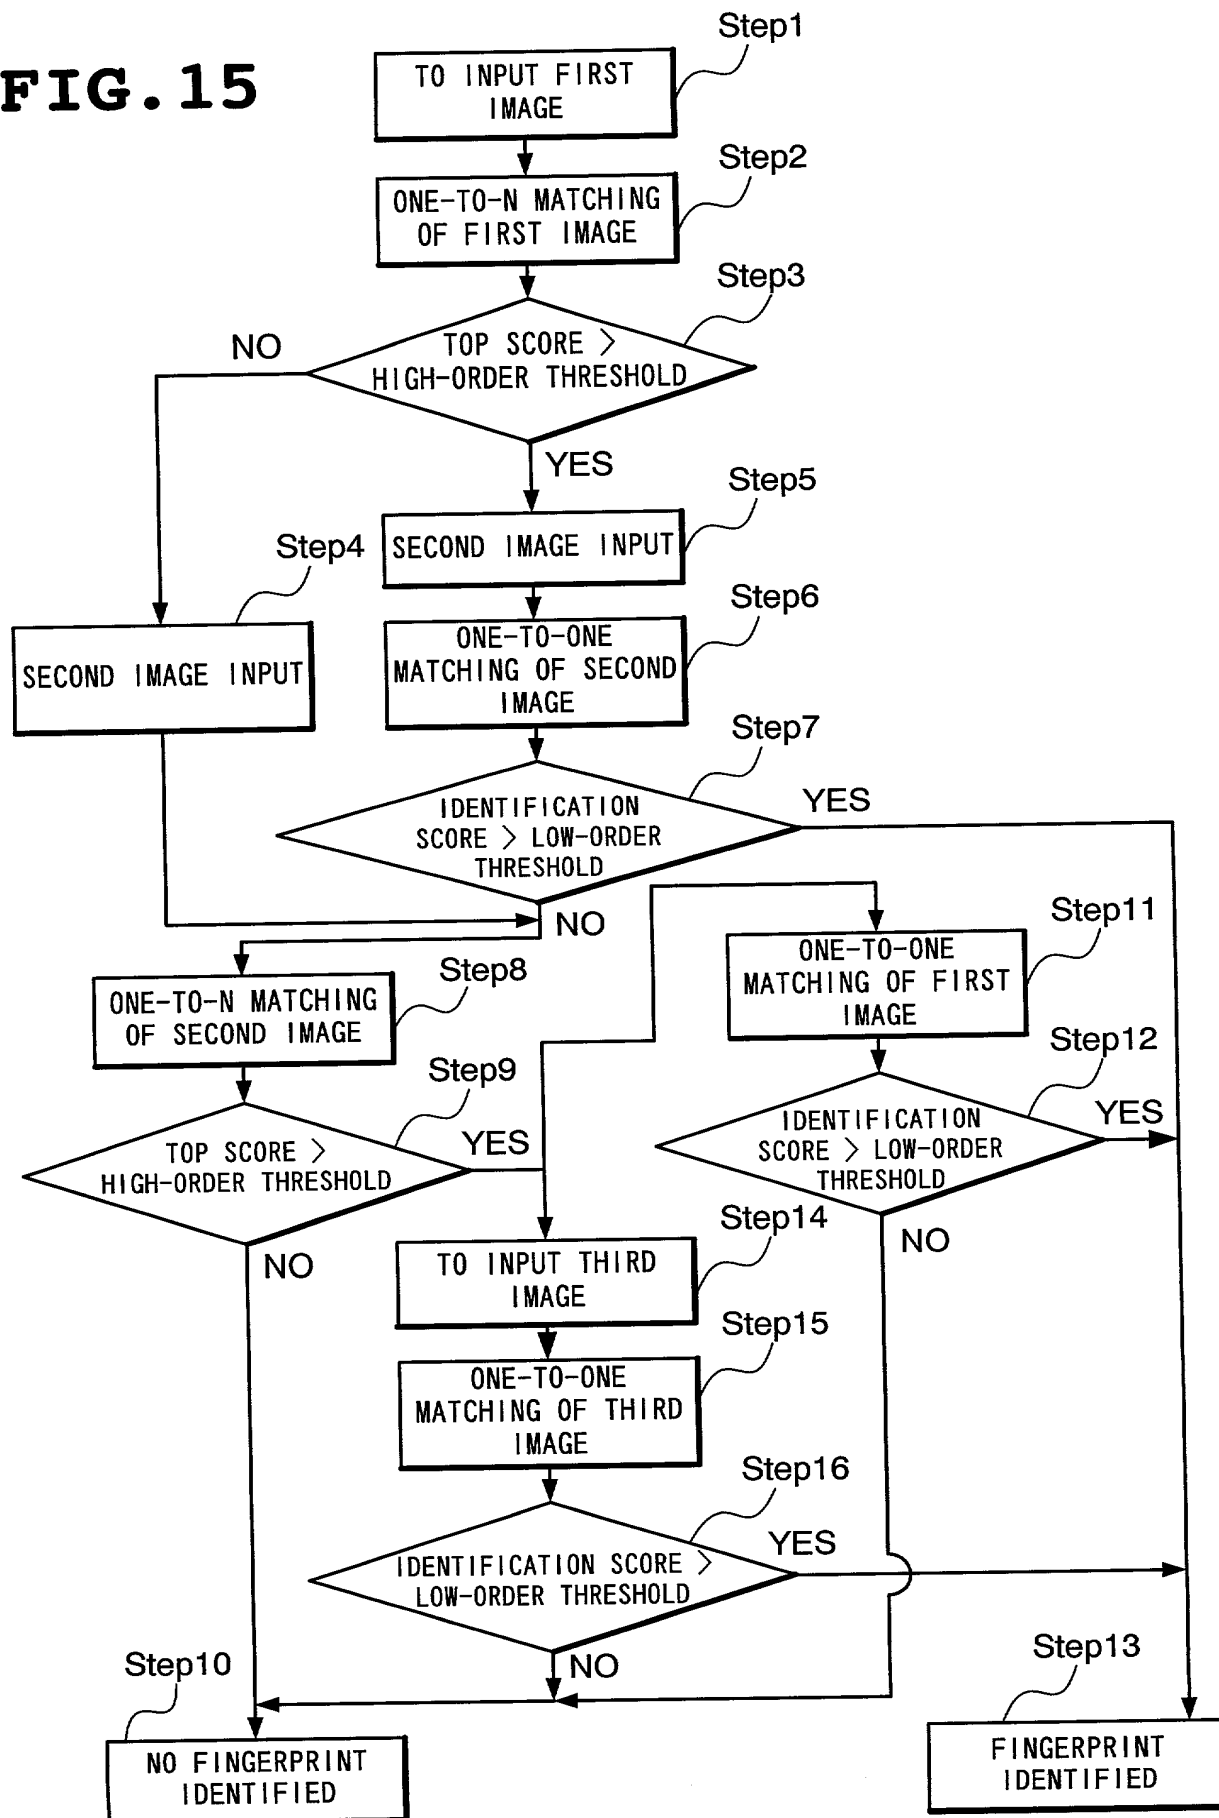 FIG.15
Step1
TO INPUT FIRST
IMAGE
Step2
ONE-TO-N MATCHING
OF FIRST IMAGE
Step3
TOP SCORE >
HIGH-ORDER THRESHOLD
NO
YES
Step5
SECOND IMAGE INPUT
Step4
SECOND IMAGE INPUT
Step6
ONE-TO-ONE
MATCHING OF SECOND
IMAGE
Step7
IDENTIFICATION
SCORE > LOW-ORDER
THRESHOLD
YES
NO
Step8
ONE-TO-N MATCHING
OF SECOND IMAGE
Step11
ONE-TO-ONE
MATCHING OF FIRST
IMAGE
Step9
TOP SCORE >
HIGH-ORDER THRESHOLD
YES
NO
Step12
IDENTIFICATION
SCORE > LOW-ORDER
THRESHOLD
YES
NO
Step14
TO INPUT THIRD
IMAGE
Step15
ONE-TO-ONE
MATCHING OF THIRD
IMAGE
Step16
IDENTIFICATION SCORE >
LOW-ORDER THRESHOLD
YES
NO
Step10
NO FINGERPRINT
IDENTIFIED
Step13
FINGERPRINT
IDENTIFIED